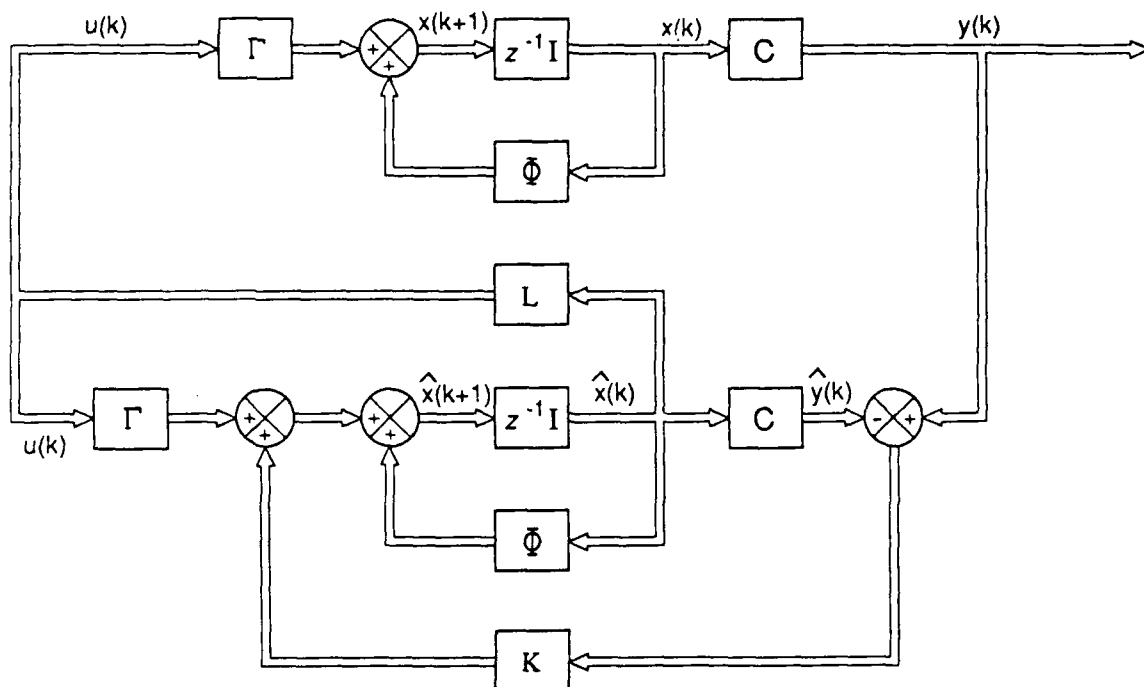 u(k)
Γ
+
+
x(k+1)
z⁻¹I
x(k)
C
y(k)
Φ
L
u(k)
Γ
+
+
+
+
x̂(k+1)
z⁻¹I
x̂(k)
C
ŷ(k)
-
+
Φ
K